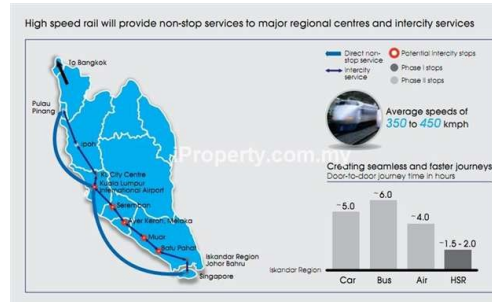 High speed rail will provide non-stop services to major regional centres and intercity services
To Bangkok
Pulau
Pinang
Ipoh
KL City Centre
Kuala Lumpur
International Airport
Seremban
Ayer Keroh, Melaka
Muar
Batu Pahat
Iskandar Region
Johor Bahru
Singapore
Direct non-
stop service
Intercity
service
Potential intercity stops
Phase I stops
Phase II stops
Average speeds of
350 to 450 kmph
iProperty.com.my
Creating seamless and faster journeys
Door-to-door journey time in hours
~5.0
~6.0
~4.0
~1.5 - 2.0
Iskandar Region
Car
Bus
Air
HSR